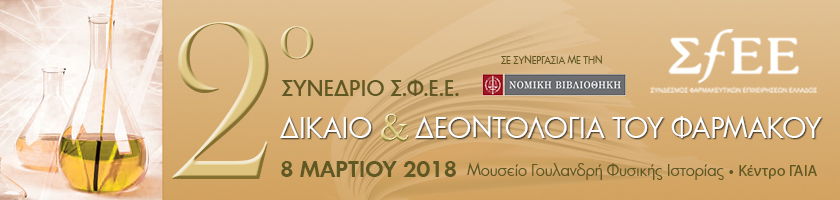 2ο
ΣΥΝΕΔΡΙΟ Σ.Φ.Ε.Ε.
ΣΕ ΣΥΝΕΡΓΑΣΙΑ ΜΕ ΤΗΝ
ΝΟΜΙΚΗ ΒΙΒΛΙΟΘΗΚΗ
ΣfΕΕ
ΣΥΝΔΕΣΜΟΣ ΦΑΡΜΑΚΕΥΤΙΚΩΝ ΕΠΙΧΕΙΡΗΣΕΩΝ ΕΛΛΑΔΟΣ
ΔΙΚΑΙΟ & ΔΕΟΝΤΟΛΟΓΙΑ ΤΟΥ ΦΑΡΜΑΚΟΥ
8 ΜΑΡΤΙΟΥ 2018 Μουσείο Γουλανδρή Φυσικής Ιστορίας • Κέντρο ΓΑΙΑ